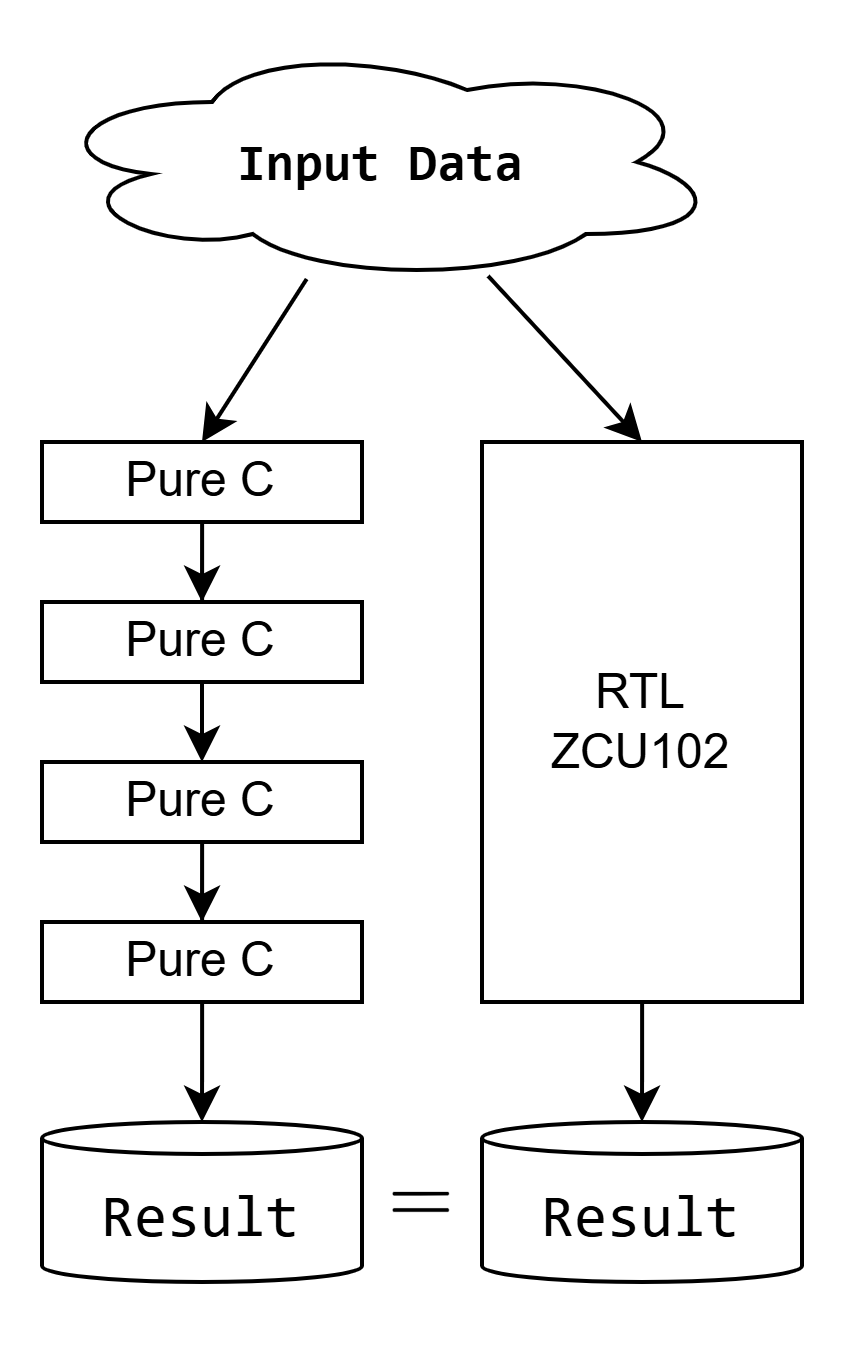 Input Data
Pure C
Pure C
Pure C
Pure C
RTL
ZCU102
Result
=
Result